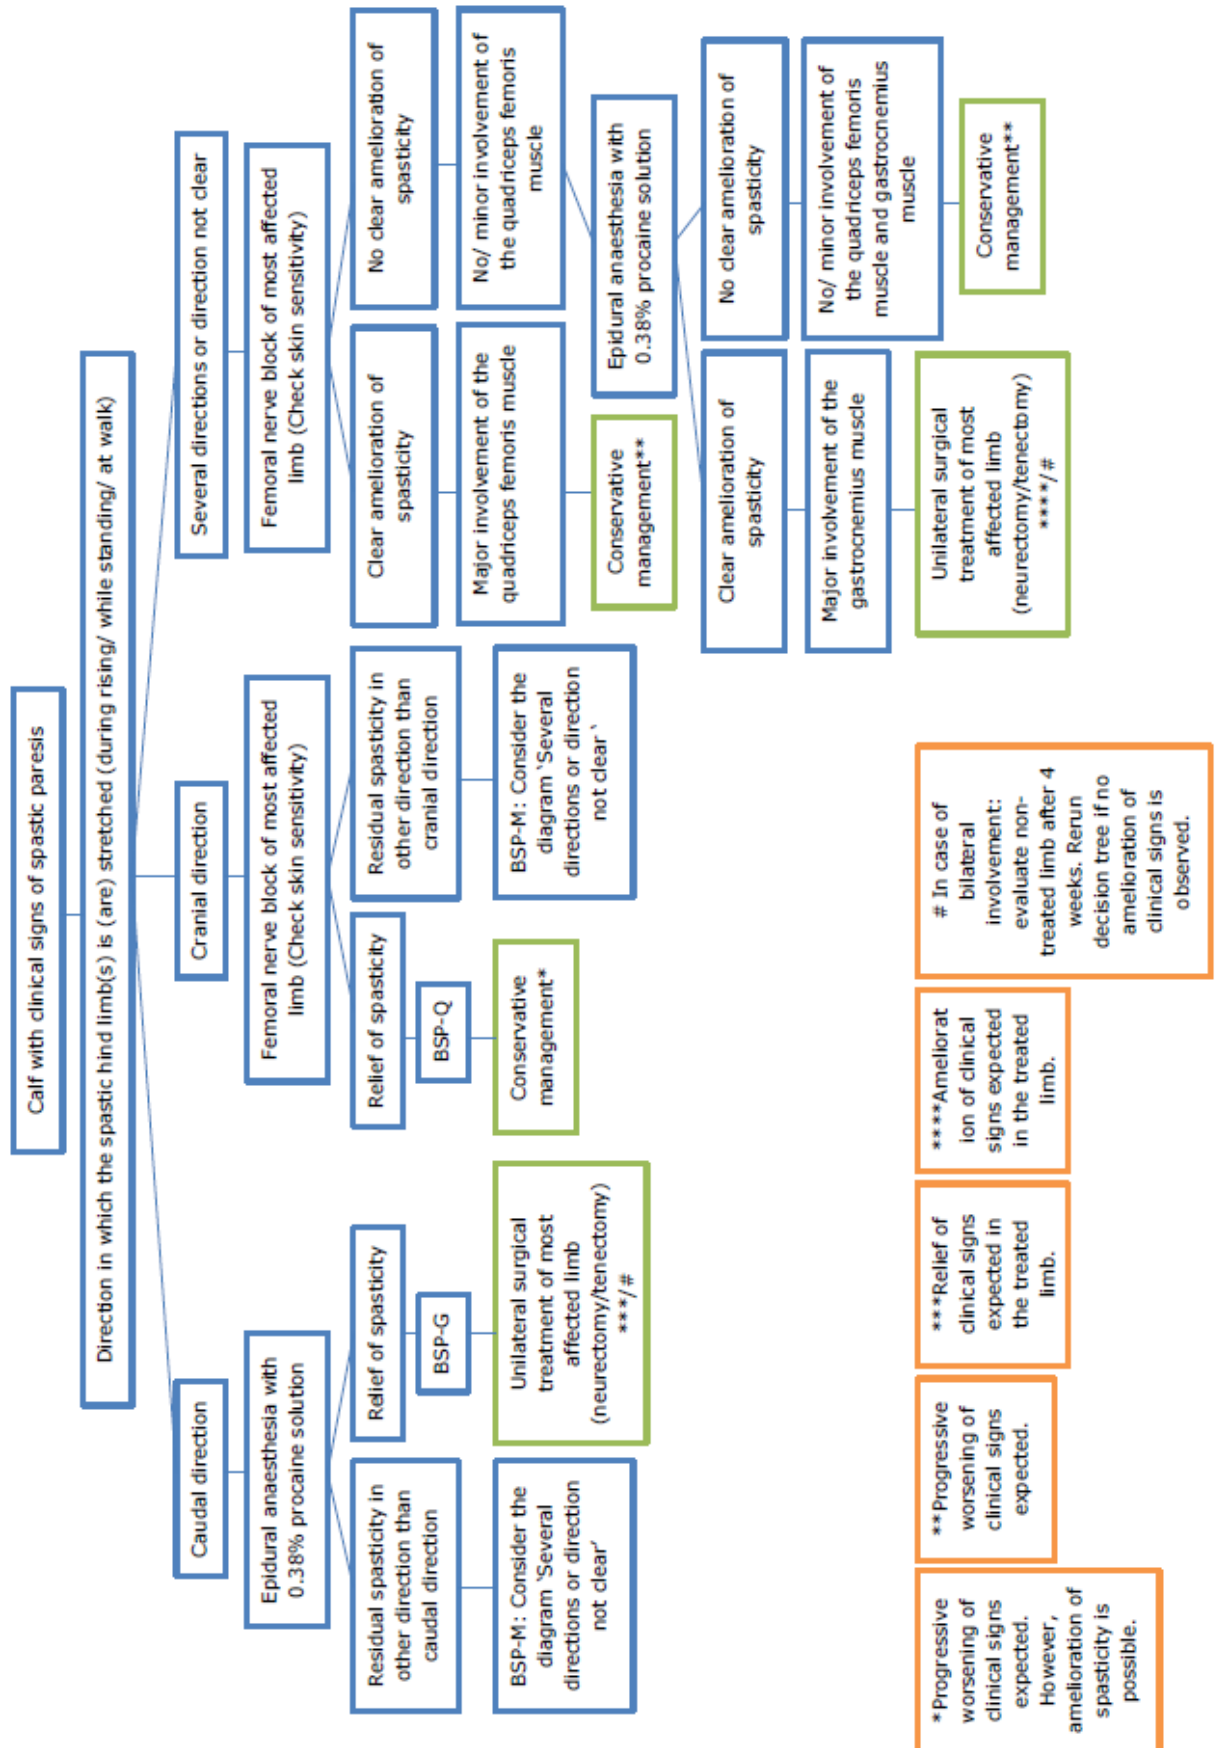 Calf with clinical signs of spastic paresis
Direction in which the spastic hind limb(s) is (are) stretched (during rising/ while standing/ at walk)
Caudal direction
Epidural anaesthesia with
0.38% procaine solution
Residual spasticity in
other direction than
caudal direction
BSP-M: Consider the
diagram ‘Several
directions or direction
not clear’
Relief of spasticity
BSP-G
Unilateral surgical
treatment of most
affected limb
(neurectomy/tenectomy)
***/#
Cranial direction
Femoral nerve block of most affected
limb (Check skin sensitivity)
Relief of spasticity
BSP-Q
Conservative
management*
Residual spasticity in
other direction than
cranial direction
BSP-M: Consider the
diagram ‘Several
directions or direction
not clear‘
Several directions or direction not clear
Femoral nerve block of most affected
limb (Check skin sensitivity)
Clear amelioration of
spasticity
Major involvement of the
quadriceps femoris muscle
Conservative
management**
No clear amelioration of
spasticity
No/ minor involvement of
the quadriceps femoris
muscle
Epidural anaesthesia with
0.38% procaine solution
Clear amelioration of
spasticity
Major involvement of the
gastrocnemius muscle
Unilateral surgical
treatment of most
affected limb
(neurectomy/tenectomy)
****/#
No clear amelioration of
spasticity
No/ minor involvement of
the quadriceps femoris
muscle and gastrocnemius
muscle
Conservative
management**
*Progressive
worsening of
clinical signs
expected.
However,
amelioration of
spasticity is
possible.
**Progressive
worsening of
clinical signs
expected.
***Relief of
clinical signs
expected in
the treated
limb.
****Ameliorat
ion of clinical
signs expected
in the treated
limb.
# In case of
bilateral
involvement:
evaluate non-
treated limb after 4
weeks. Rerun
decision tree if no
amelioration of
clinical signs is
observed.